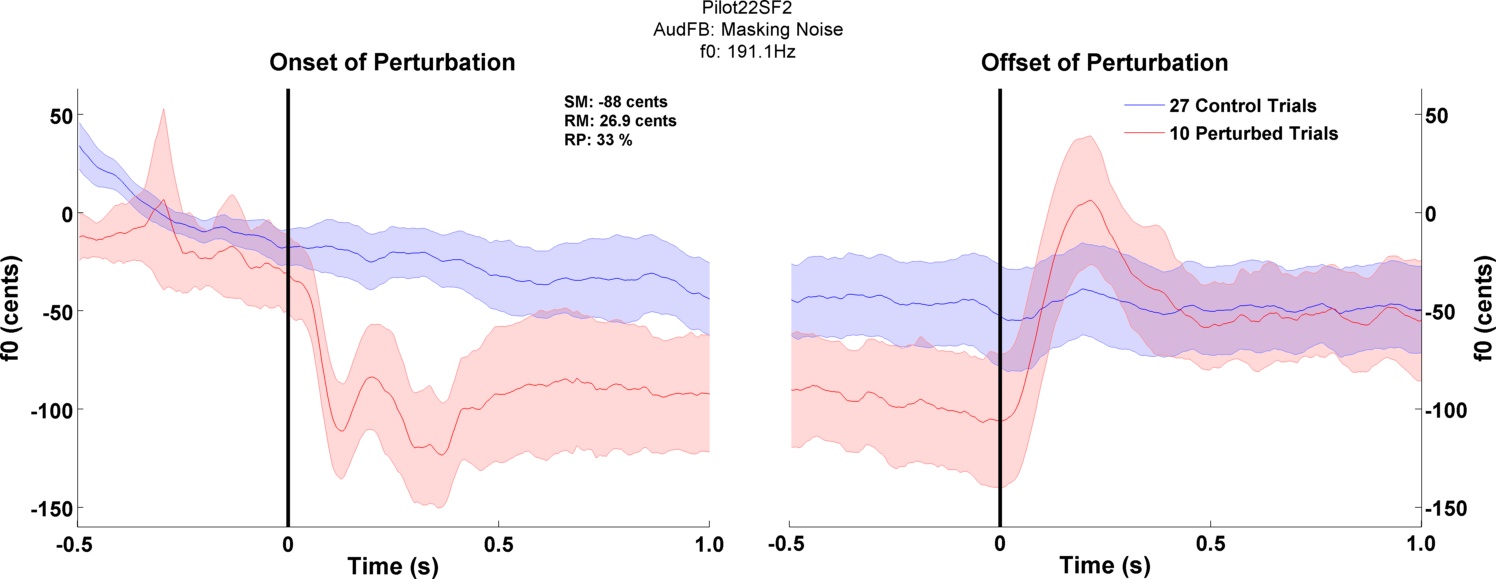 Pilot22SF2
AudFB: Masking Noise
f0: 191.1Hz
Onset of Perturbation
Offset of Perturbation
SM: -88 cents
RM: 26.9 cents
RP: 33 %
27 Control Trials
10 Perturbed Trials
f0 (cents)
50
0
-50
-100
-150
-0.5
0
0.5
1.0
Time (s)
50
0
-50
-100
-150
f0 (cents)
-0.5
0
0.5
1.0
Time (s)